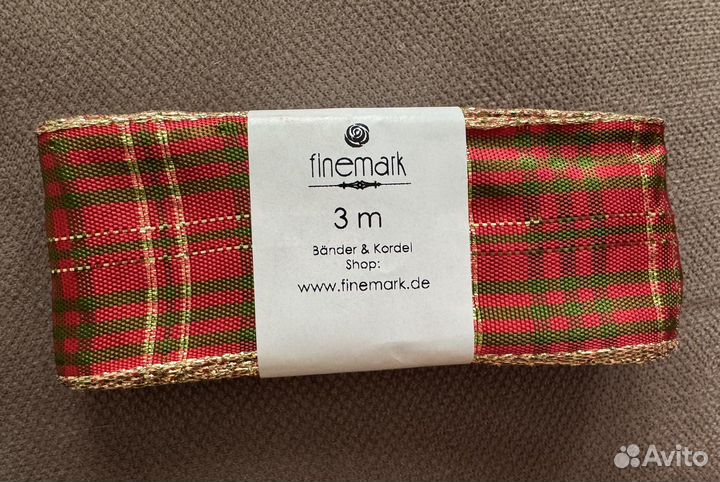 finemark
3 m
Bänder & Kordel
Shop:
www.finemark.de
Avito